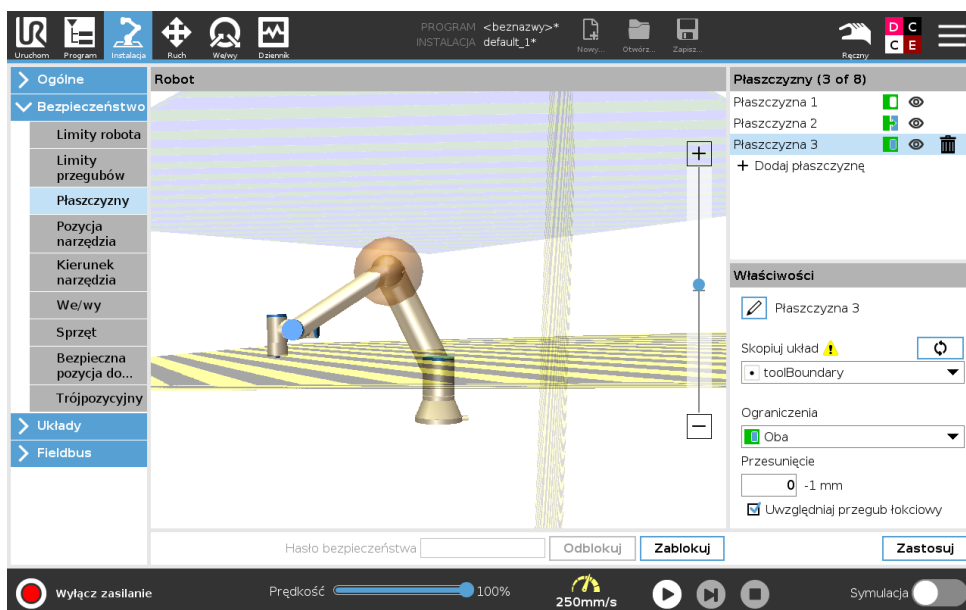 PROGRAM <beznazwy>*
INSTALACJA default_1*
Uruchom Program Instalacja Ruch We/wy Dziennik Nowy... Otwórz... Zapisz... Ręczny
D C
C E
Ogólne
Bezpieczeństwo
Limity robota
Limity
przegubów
Płaszczyzny
Pozycja
narzędzia
Kierunek
narzędzia
We/wy
Sprzęt
Bezpieczna
pozycja do...
Trójpozycyjny
Układy
Fieldbus
Robot
Płaszczyzny (3 of 8)
Płaszczyzna 1
Płaszczyzna 2
Płaszczyzna 3
+ Dodaj płaszczyznę
Właściwości
Płaszczyzna 3
Skopiuj układ
toolBoundary
Ograniczenia
Oba
Przesunięcie
0 -1 mm
Uwzględniaj przegub łokciowy
Hasło bezpieczeństwa Odblokuj Zablokuj Zastosuj
Wyłącz zasilanie Prędkość 100% 250mm/s Symulacja